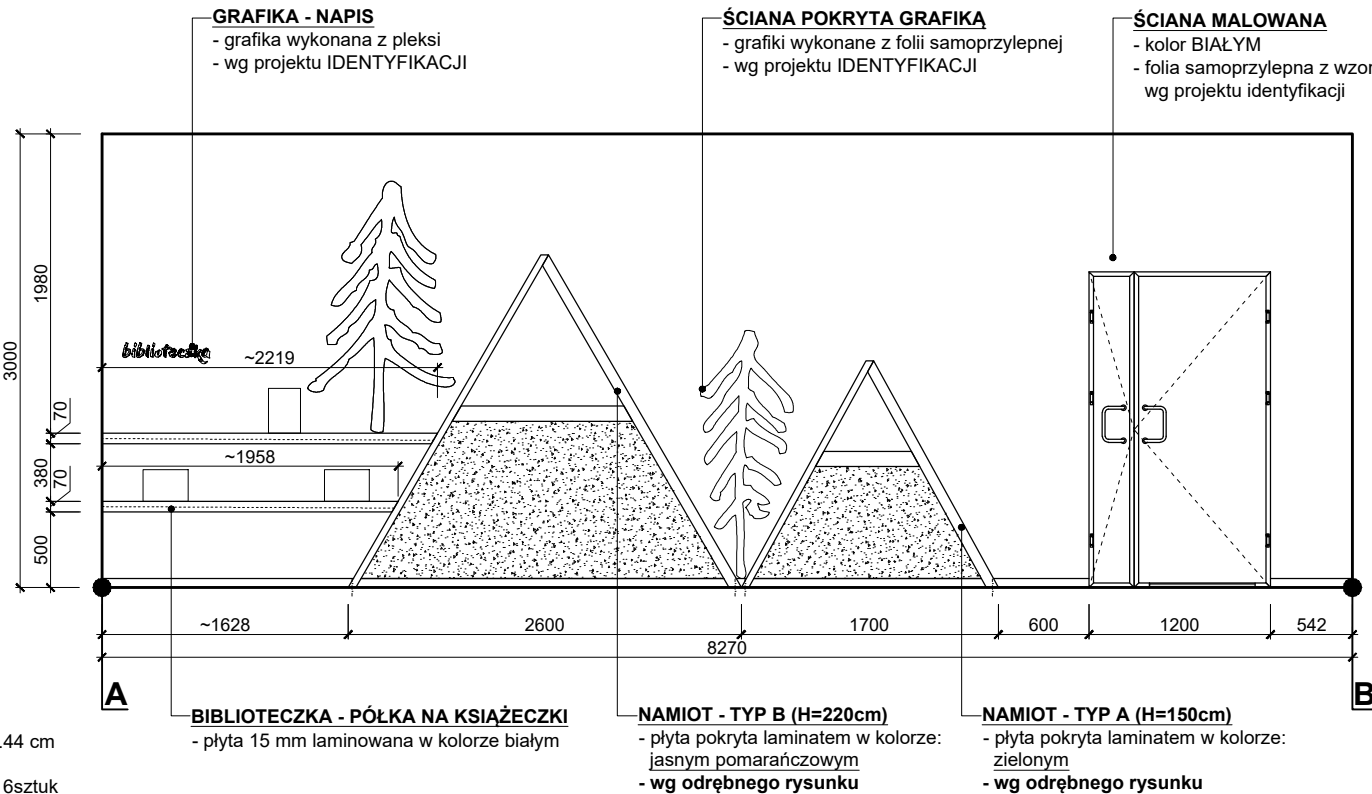 GRAFIKA - NAPIS
- grafika wykonana z pleksi
- wg projektu IDENTYFIKACJI
ŚCIANA POKRYTA GRAFIKĄ
- grafiki wykonane z folii samoprzylepnej
- wg projektu IDENTYFIKACJI
ŚCIANA MALOWANA
- kolor BIAŁYM
- folia samoprzylepna z wzor
wg projektu identyfikacji
3000
1980
70
380
70
500
biblioteczka
~2219
~1958
~1628
2600
1700
600
1200
542
8270
A
B
BIBLIOTECZKA - PÓŁKA NA KSIĄŻECZKI
- płyta 15 mm laminowana w kolorze białym
NAMIOT - TYP B (H=220cm)
- płyta pokryta laminatem w kolorze:
jasnym pomarańczowym
- wg odrębnego rysunku
NAMIOT - TYP A (H=150cm)
- płyta pokryta laminatem w kolorze:
zielonym
- wg odrębnego rysunku
.44 cm
6sztuk